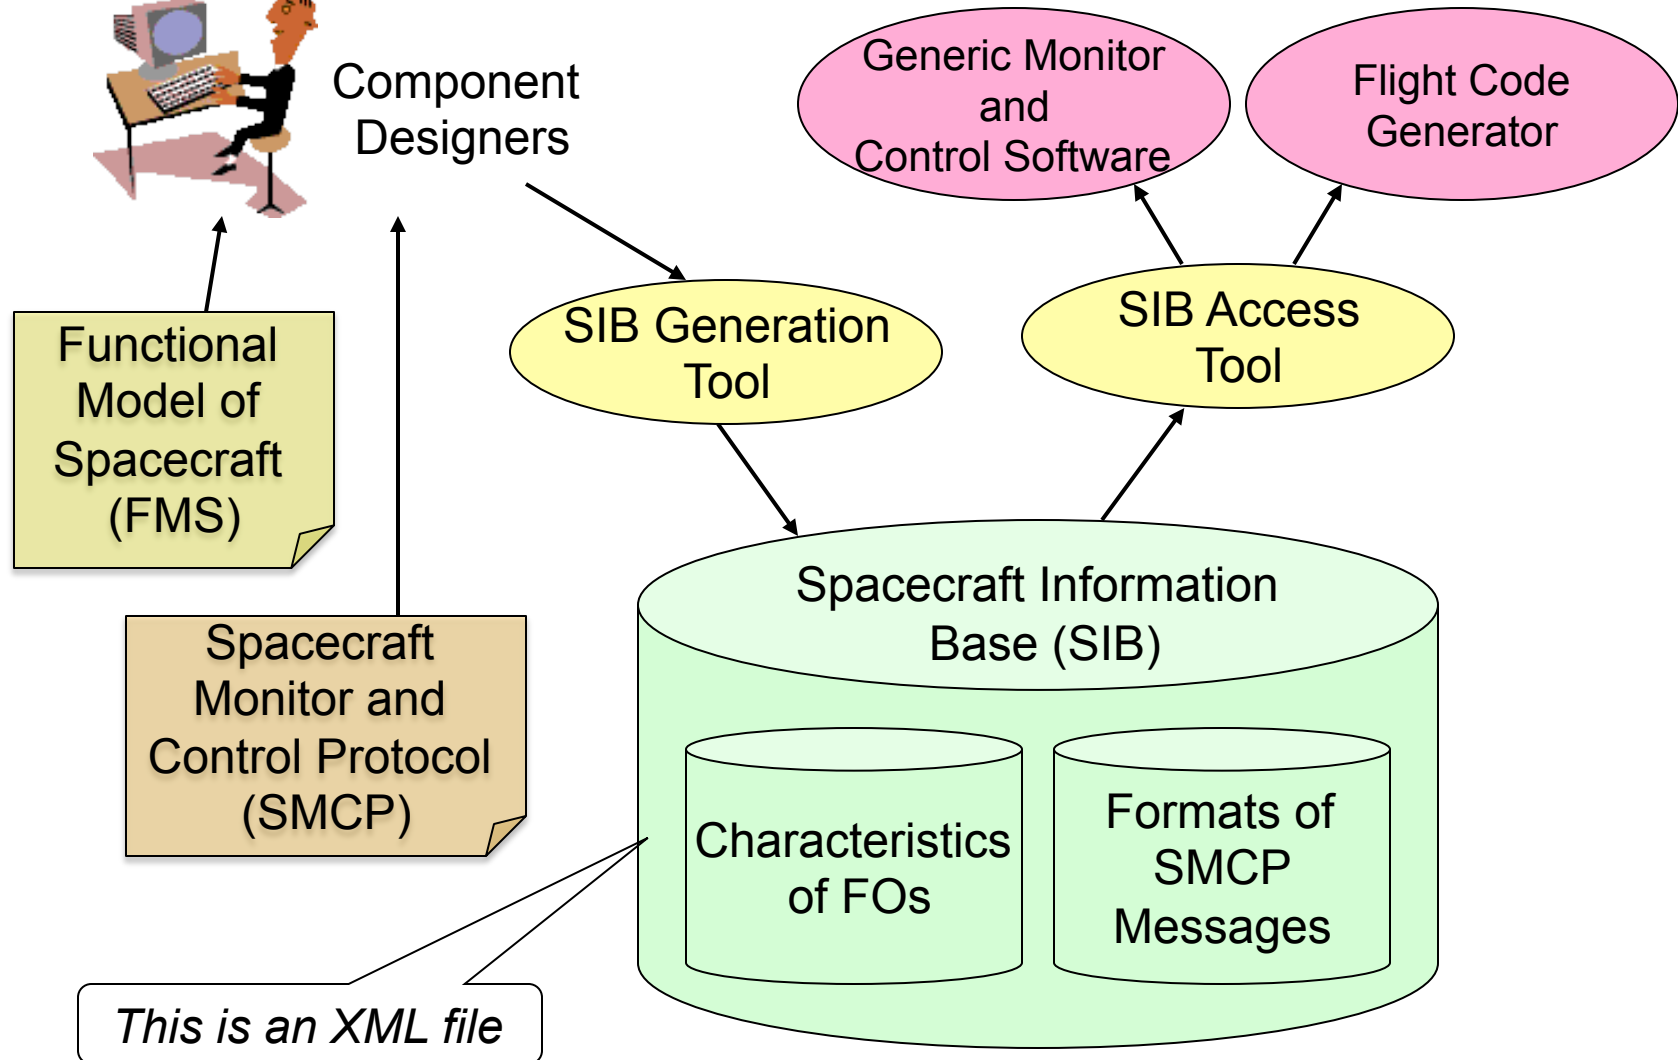 Component
Designers
Generic Monitor
and
Control Software
Flight Code
Generator
Functional
Model of
Spacecraft
(FMS)
SIB Generation
Tool
SIB Access
Tool
Spacecraft
Monitor and
Control Protocol
(SMCP)
Spacecraft Information
Base (SIB)
Characteristics
of FOs
Formats of
SMCP
Messages
This is an XML file